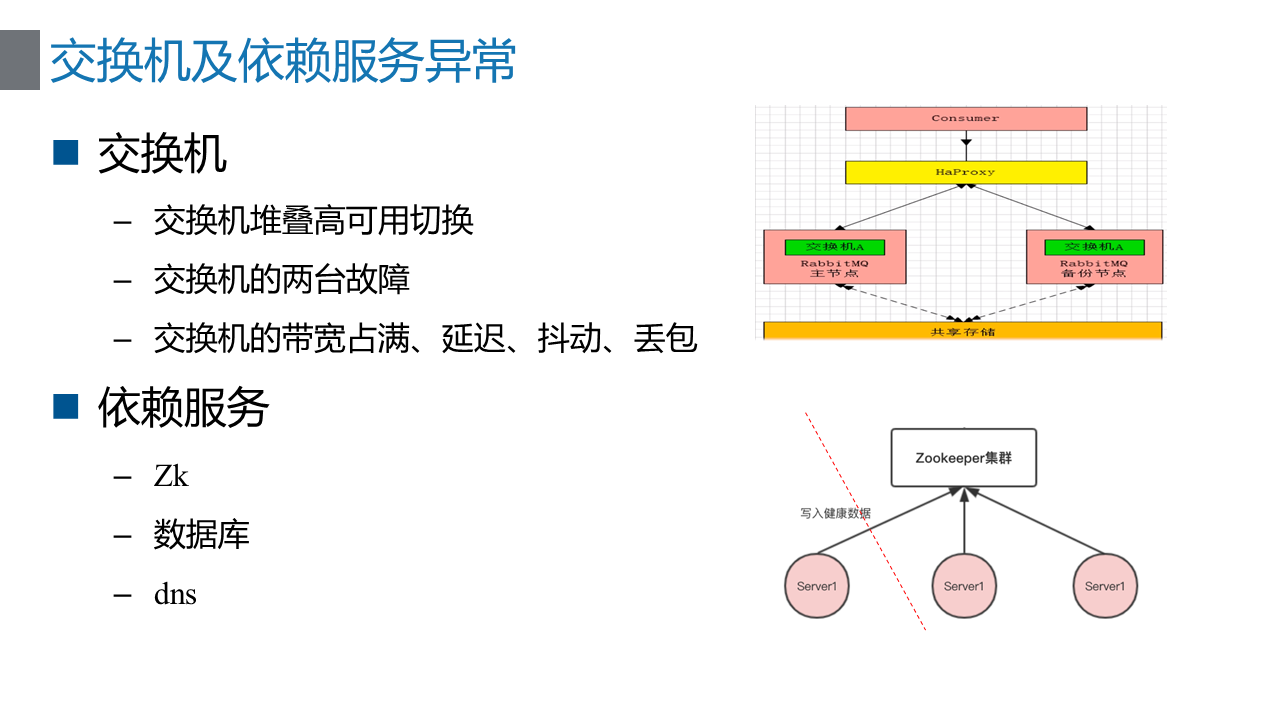 交换机及依赖服务异常
交换机
– 交换机堆叠高可用切换
– 交换机的两台故障
– 交换机的带宽占满、延迟、抖动、丢包
依赖服务
– Zk
– 数据库
– dns
Consumer
HaProxy
交换机A
RabbitMQ
主节点
交换机A
RabbitMQ
备份节点
共享存储
Zookeeper集群
写入健康数据
Server1
Server1
Server1